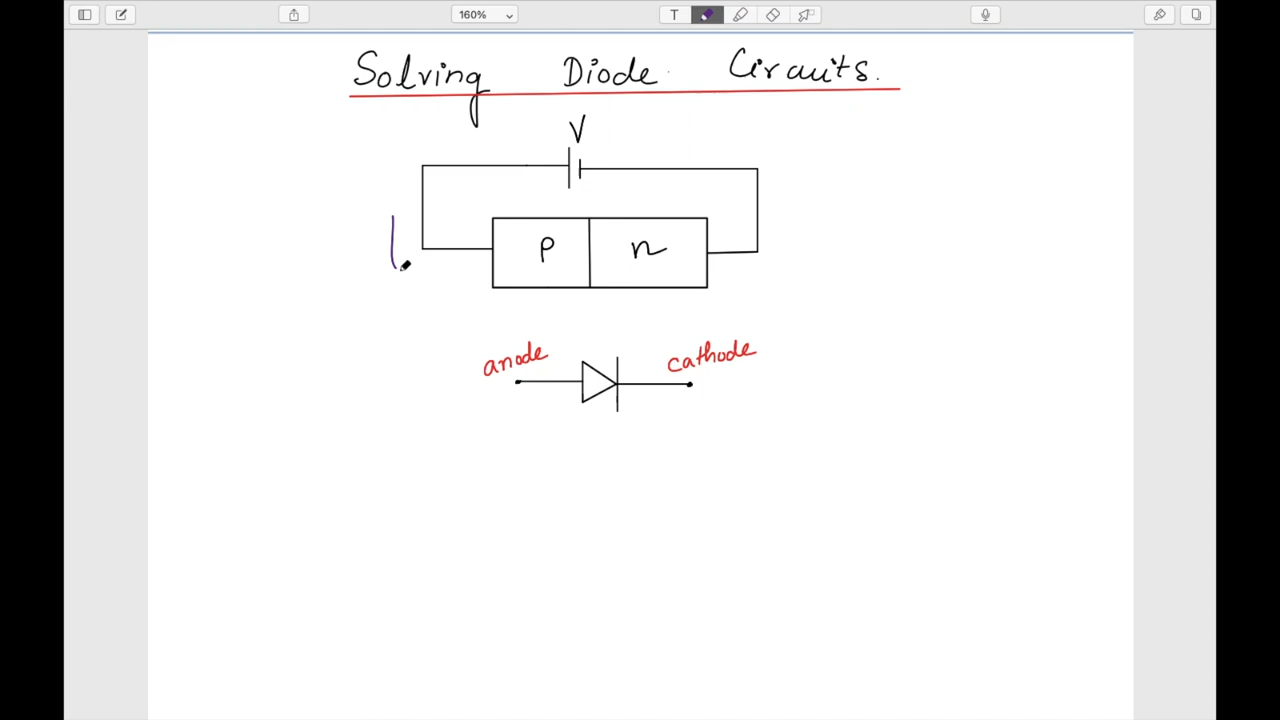 160%
T
Solving Diode Circuits.
V
p n
anode cathode